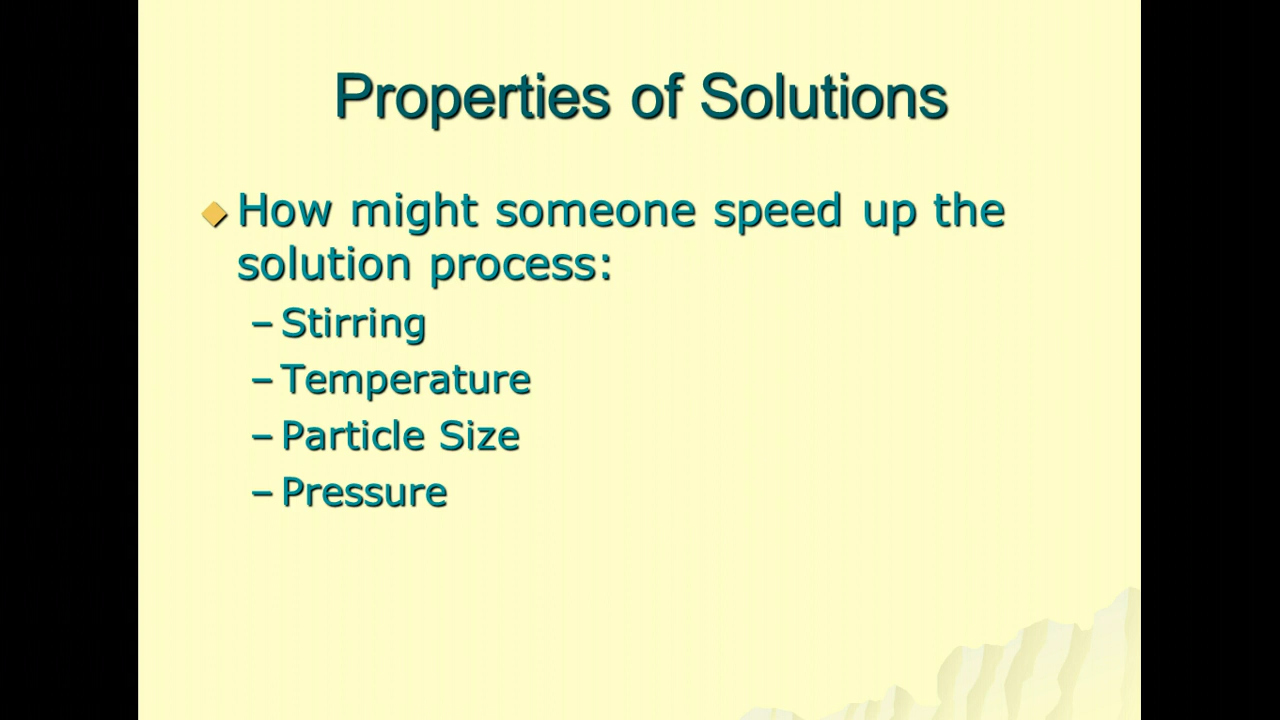 Properties of Solutions
How might someone speed up the
solution process:
– Stirring
– Temperature
– Particle Size
– Pressure